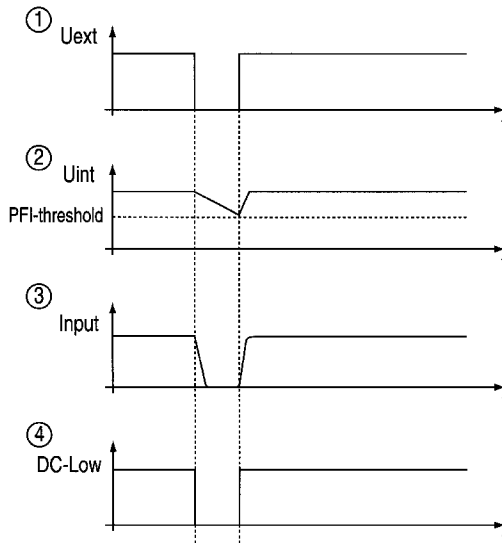 1
Uext
2
Uint
PFI-threshold
3
Input
4
DC-Low